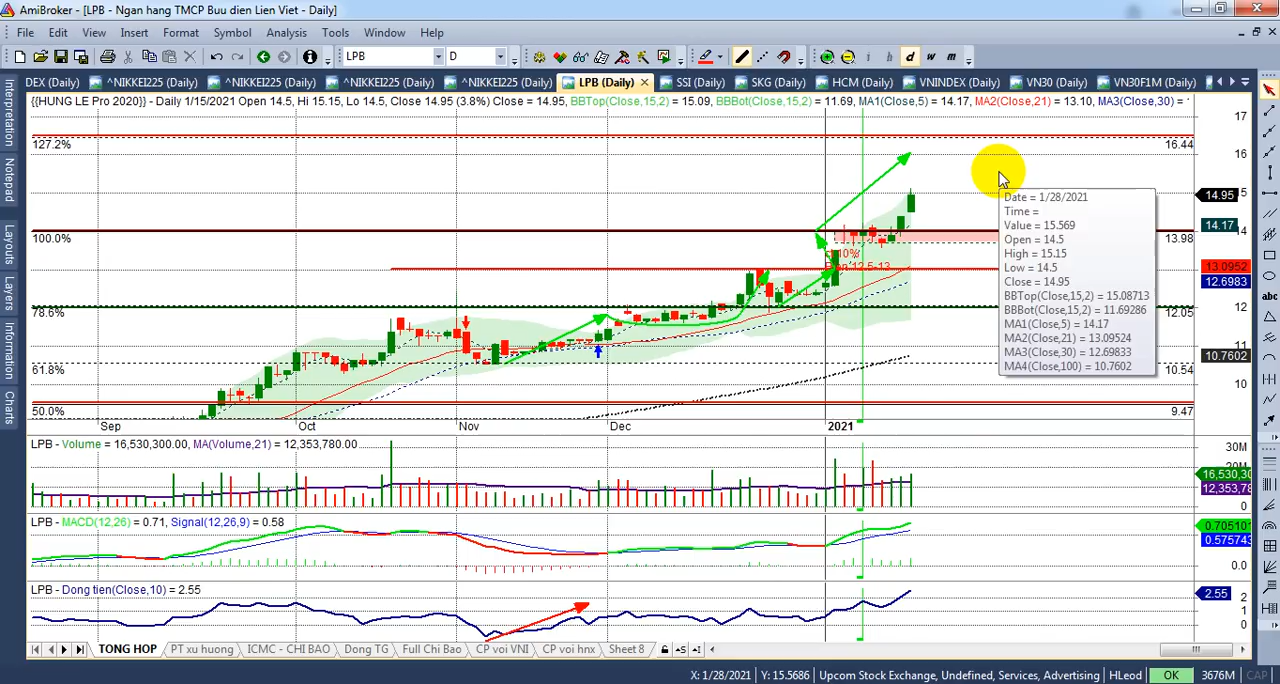 AmiBroker - [LPB - Ngan hang TMCP Buu dien Lien Viet - Daily]
File Edit View Insert Format Symbol Analysis Tools Window Help
LPB D i h d w m
DEX (Daily) ^NIKKEI225 (Daily) ^NIKKEI225 (Daily) ^NIKKEI225 (Daily) ^NIKKEI225 (Daily) LPB (Daily) SSI (Daily) SKG (Daily) HCM (Daily) VNINDEX (Daily) VN30 (Daily) VN30F1M (Daily)
{{HUNG LE Pro 2020}} - Daily 1/15/2021 Open 14.5, Hi 15.15, Lo 14.5, Close 14.95 (3.8%) Close = 14.95, BBTop(Close,15,2) = 15.09, BBBot(Close,15,2) = 11.69, MA1(Close,5) = 14.17, MA2(Close,21) = 13.10, MA3(Close,30) =
Interpretation
Notepad
Layouts
Layers
Information
Charts
17
127.2% 16.44
16
14.95
14.17
100.0% 13.98
13.0952
12.6983
12
78.6% 12.05
11
10.7602
61.8% 10.54
10
50.0% 9.47
Date = 1/28/2021
Time =
Value = 15.569
Open = 14.5
High = 15.15
Low = 14.5
Close = 14.95
BBTop(Close,15,2) = 15.08713
BBBot(Close,15,2) = 11.69286
MA1(Close,5) = 14.17
MA2(Close,21) = 13.09524
MA3(Close,30) = 12.69833
MA4(Close,100) = 10.7602
Sep Oct Nov Dec 2021
LPB - Volume = 16,530,300.00, MA(Volume,21) = 12,353,780.00
30M
16,530,30
12,353,78
0
LPB - MACD(12,26) = 0.71, Signal(12,26,9) = 0.58
0.705101
0.575743
0.0
LPB - Dong tien(Close,10) = 2.55
2.55
2
1
0
TONG HOP PT xu huong ICMC - CHI BAO Dong TG Full Chi Bao CP voi VNI CP voi hnx Sheet 8
X: 1/28/2021 Y: 15.5686 Upcom Stock Exchange, Undefined, Services, Advertising HLeod OK 3676M CAP